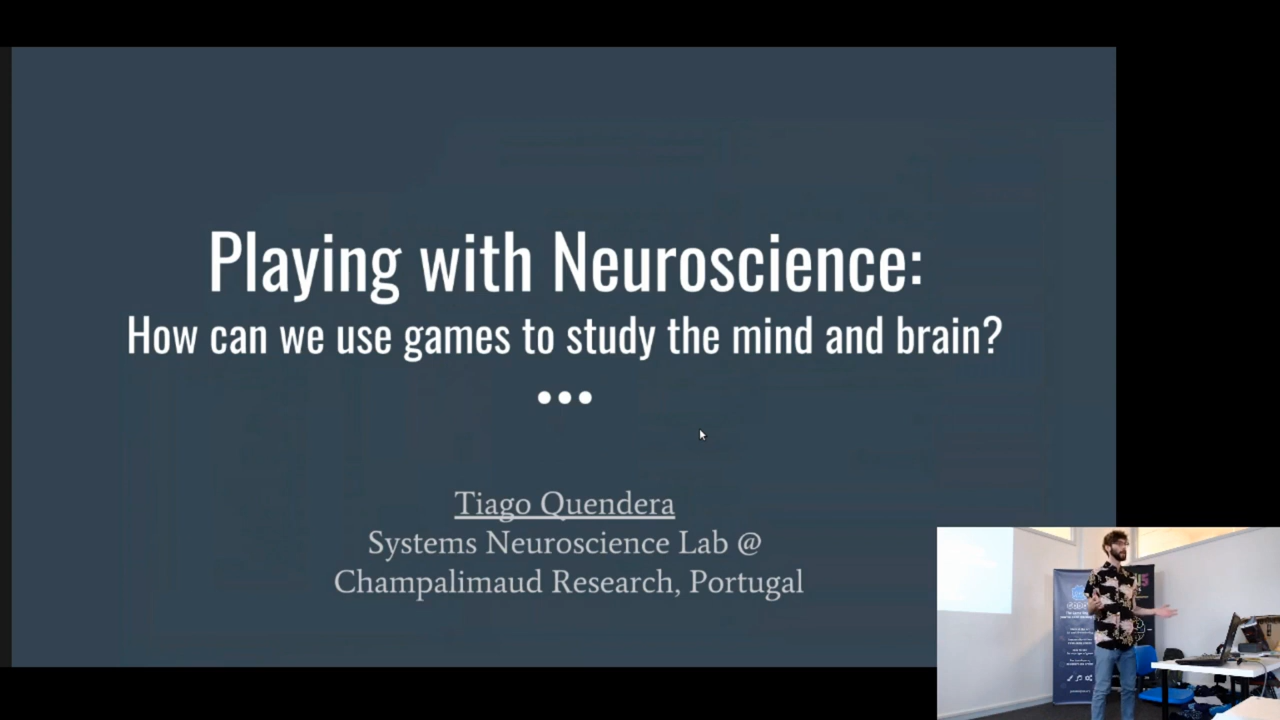 Playing with Neuroscience:
How can we use games to study the mind and brain?
Tiago Quendera
Systems Neuroscience Lab @
Champalimaud Research, Portugal